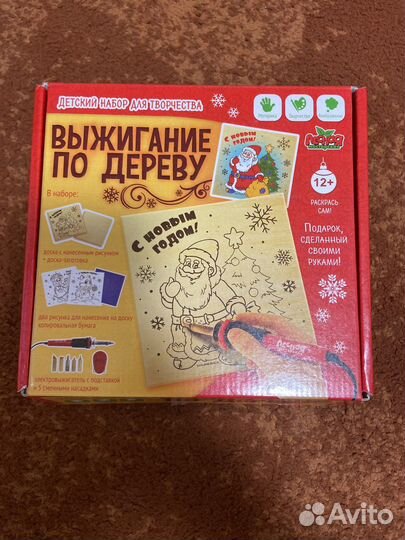 ДЕТСКИЙ НАБОР ДЛЯ ТВОРЧЕСТВА
ВЫЖИГАНИЕ
ПО ДЕРЕВУ
С НОВЫМ
ГОДОМ!
12+
РАСКРАСЬ
САМ!
В наборе:
доска с нанесенным рисунком
+ доска-заготовка
два рисунка для нанесения на доску
копировальная бумага
электровыжигатель с подставкой
и 5 сменными насадками
С НОВЫМ
ГОДОМ!
ПОДАРОК,
СДЕЛАННЫЙ
СВОИМИ
РУКАМИ!
Avito